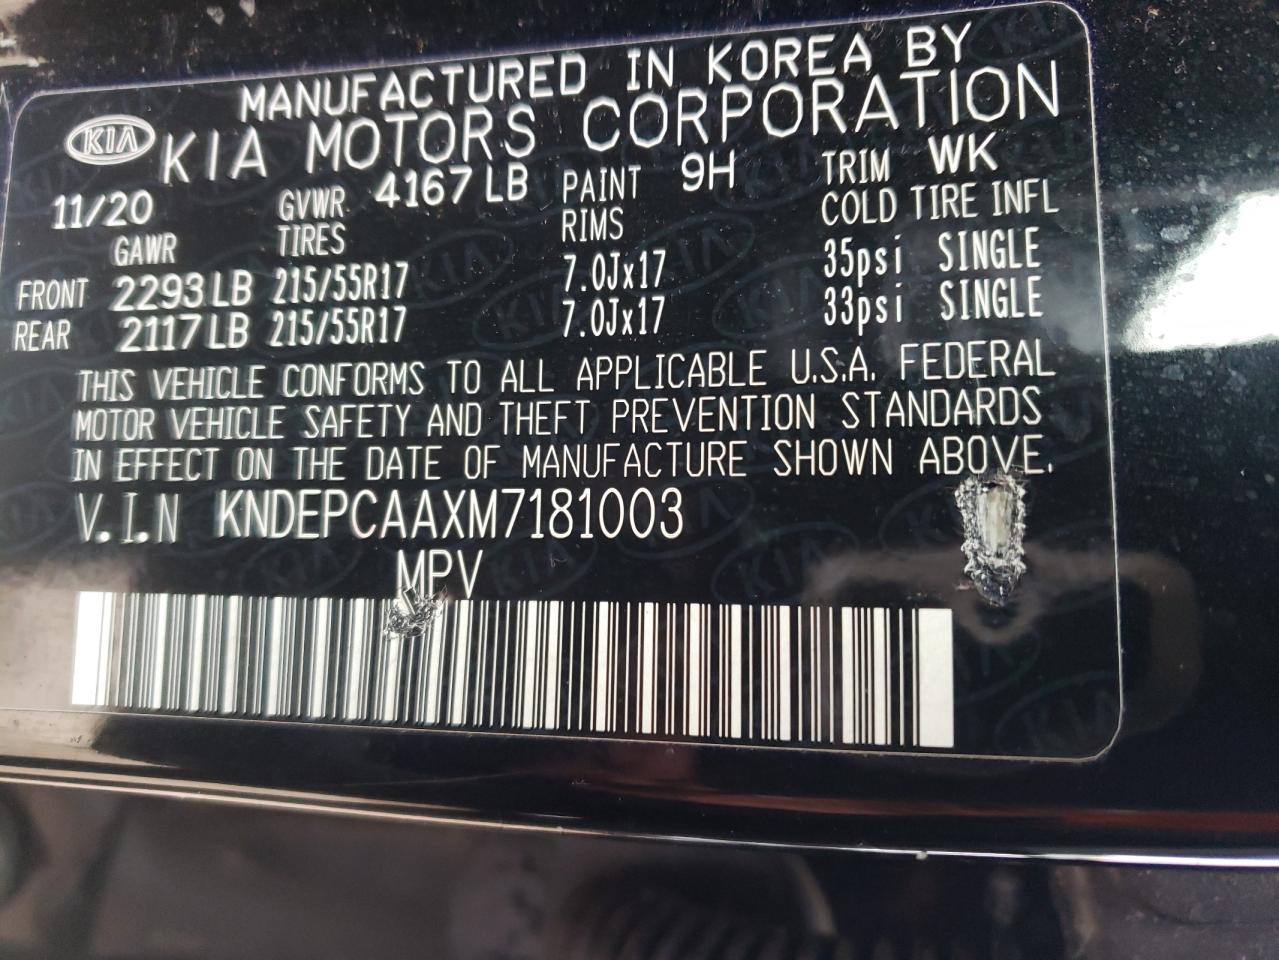 MANUFACTURED IN KOREA BY
KIA KIA MOTORS CORPORATION
11/20 GVWR 4167 LB PAINT 9H TRIM WK
GAWR TIRES RIMS COLD TIRE INFL
FRONT 2293 LB 215/55R17 7.0Jx17 35psi SINGLE
REAR 2117 LB 215/55R17 7.0Jx17 33psi SINGLE
THIS VEHICLE CONFORMS TO ALL APPLICABLE U.S.A. FEDERAL
MOTOR VEHICLE SAFETY AND THEFT PREVENTION STANDARDS
IN EFFECT ON THE DATE OF MANUFACTURE SHOWN ABOVE.
V.I.N KNDEPCAAXM7181003
MPV